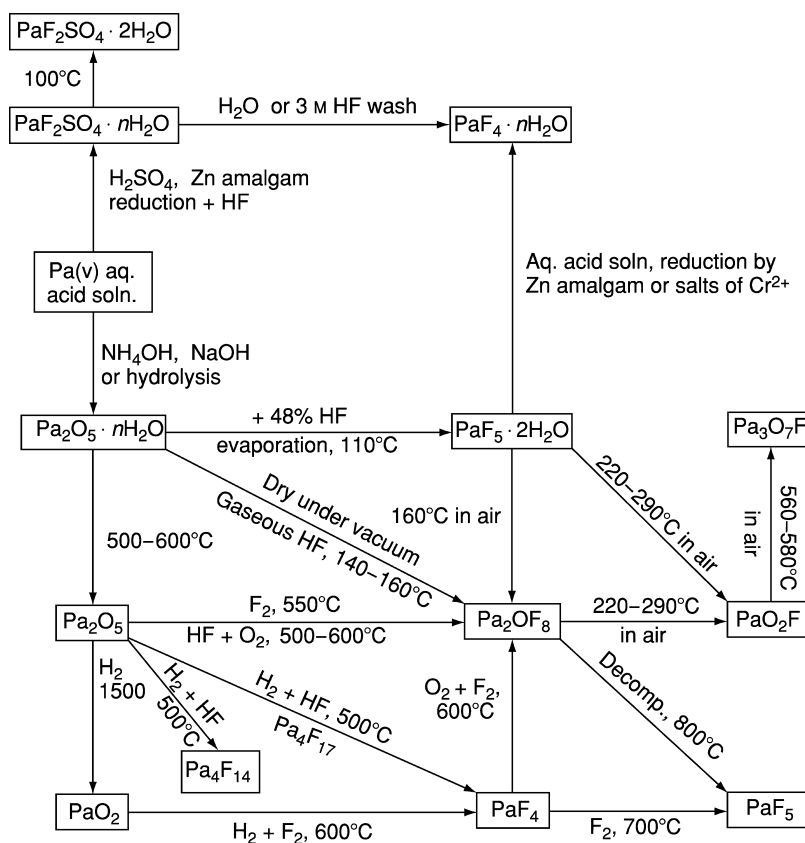 PaF₂SO₄ · 2H₂O
100°C
PaF₂SO₄ · nH₂O
H₂O or 3 M HF wash
PaF₄ · nH₂O
H₂SO₄, Zn amalgam
reduction + HF
Pa(V) aq.
acid soln.
Aq. acid soln, reduction by
Zn amalgam or salts of Cr²⁺
NH₄OH, NaOH
or hydrolysis
Pa₂O₅ · nH₂O
+ 48% HF
evaporation, 110°C
PaF₅ · 2H₂O
Pa₃O₇F
500–600°C
Dry under vacuum
Gaseous HF, 140–160°C
160°C in air
220–290°C in air
560–580°C
in air
Pa₂O₅
F₂, 550°C
HF + O₂, 500–600°C
Pa₂OF₈
220–290°C
in air
PaO₂F
H₂
1500
H₂ + HF
500°C
Pa₄F₁₄
H₂ + HF, 500°C
Pa₄F₁₇
O₂ + F₂,
600°C
Decomp., 800°C
PaO₂
H₂ + F₂, 600°C
PaF₄
F₂, 700°C
PaF₅